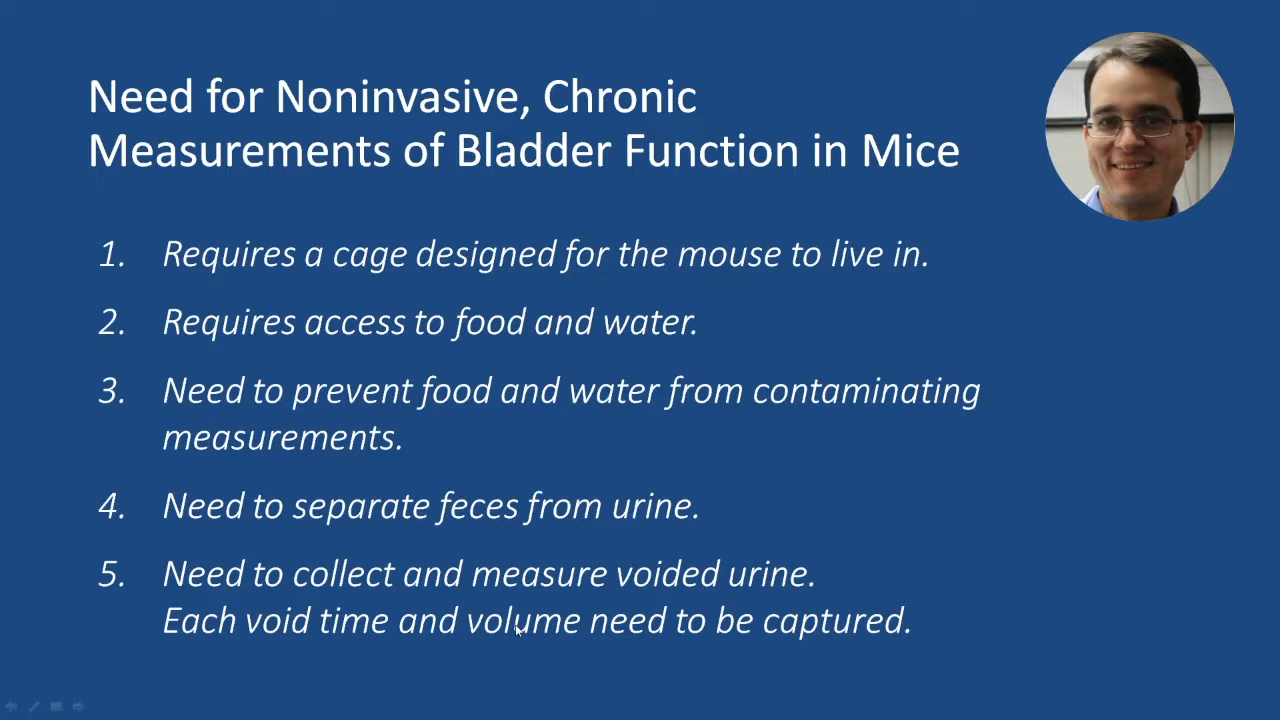 Need for Noninvasive, Chronic
Measurements of Bladder Function in Mice
1. Requires a cage designed for the mouse to live in.
2. Requires access to food and water.
3. Need to prevent food and water from contaminating
measurements.
4. Need to separate feces from urine.
5. Need to collect and measure voided urine.
Each void time and volume need to be captured.